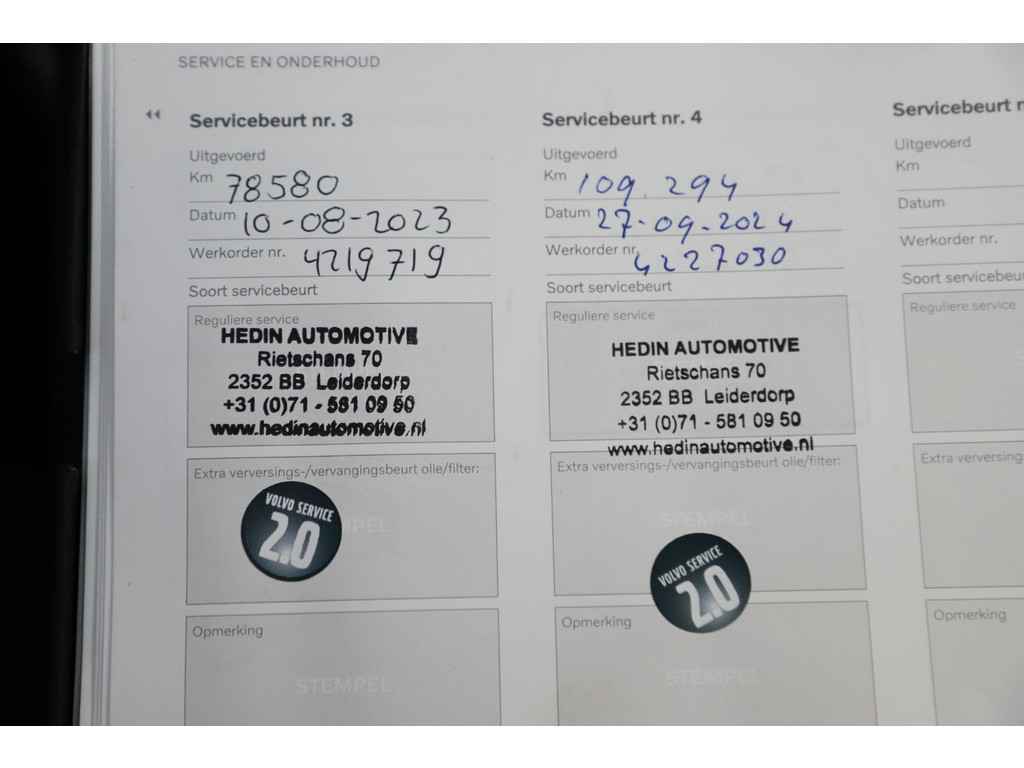 SERVICE EN ONDERHOUD
Servicebeurt nr. 3
Uitgevoerd
Km 78580
Datum 10-08-2023
Werkorder nr. 4219719
Soort servicebeurt
Reguliere service
HEDIN AUTOMOTIVE
Rietschans 70
2352 BB Leiderdorp
+31 (0)71 - 581 09 50
www.hedinautomotive.nl
Extra verversings-/vervangingsbeurt olie/filter:
VOLVO SERVICE
2.0
Opmerking
STEMPEL
Servicebeurt nr. 4
Uitgevoerd
Km 109.294
Datum 27-09-2024
Werkorder nr. 4227030
Soort servicebeurt
Reguliere service
HEDIN AUTOMOTIVE
Rietschans 70
2352 BB Leiderdorp
+31 (0)71 - 581 09 50
www.hedinautomotive.nl
Extra verversings-/vervangingsbeurt olie/filter:
STEMPEL
VOLVO SERVICE
2.0
Opmerking
STEMPEL
Servicebeurt
Uitgevoerd
Km
Datum
Werkorder nr.
Soort servicebeur
Reguliere service
Extra verversings
Opmerking